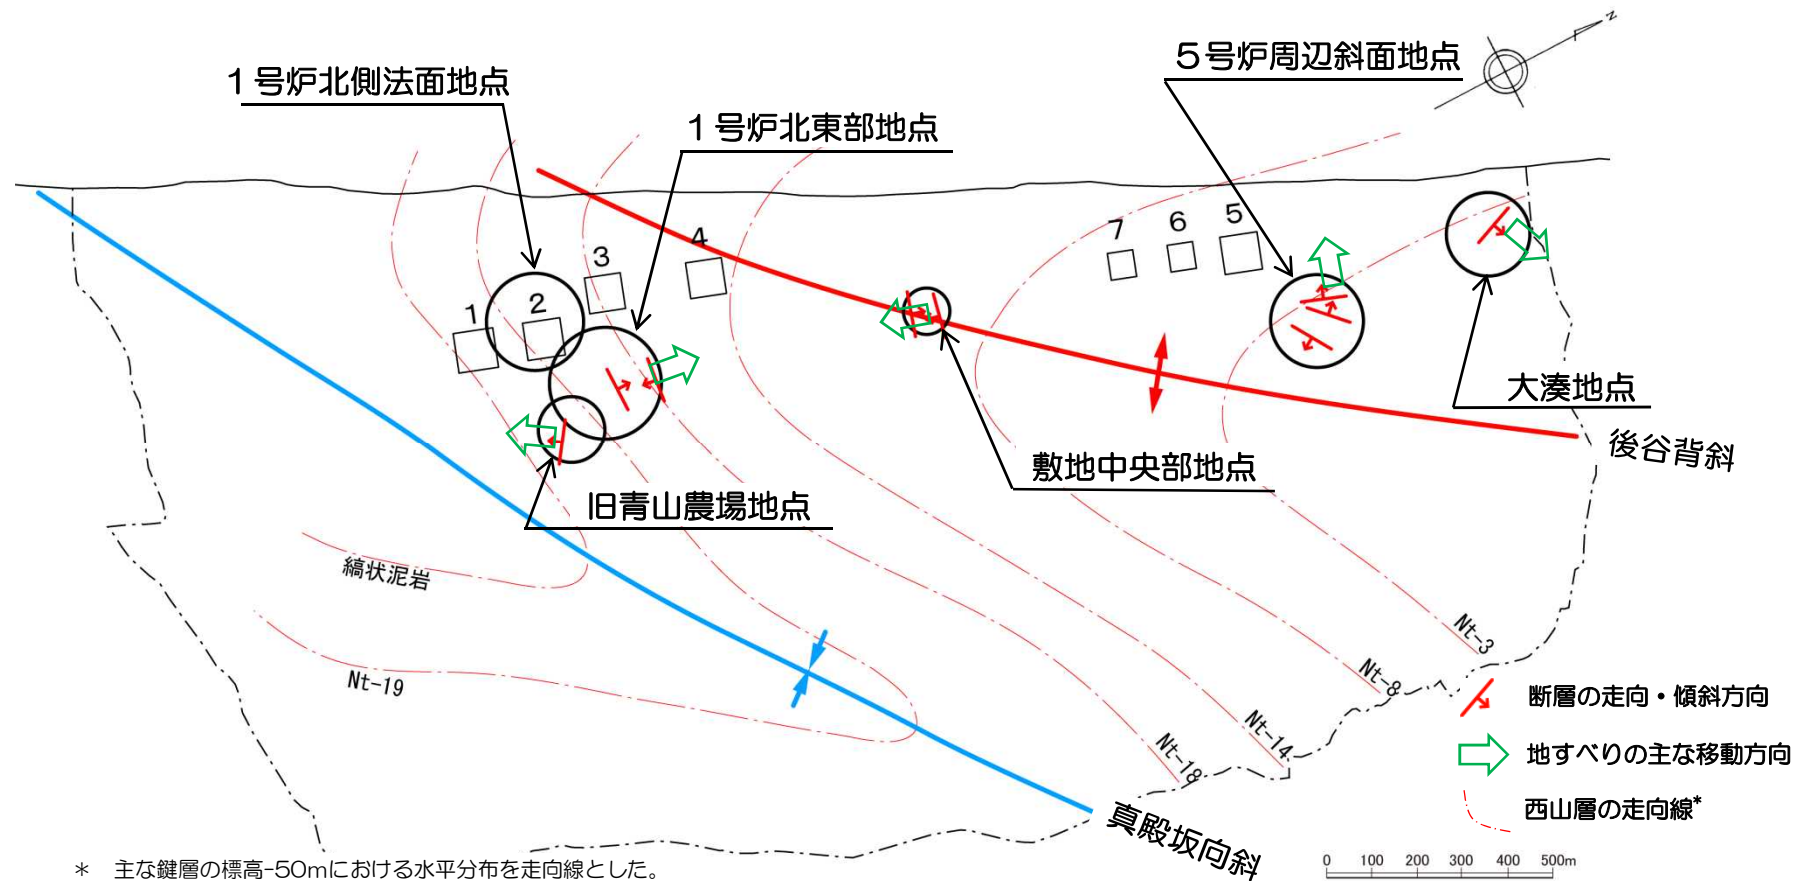 N
１号炉北側法面地点
５号炉周辺斜面地点
１号炉北東部地点
1
2
3
4
7
6
5
大湊地点
後谷背斜
敷地中央部地点
旧青山農場地点
縞状泥岩
Nt-19
Nt-3
Nt-8
Nt-14
Nt-18
真殿坂向斜
断層の走向・傾斜方向
地すべりの主な移動方向
西山層の走向線*
＊　主な鍵層の標高-50mにおける水平分布を走向線とした。
0 100 200 300 400 500m